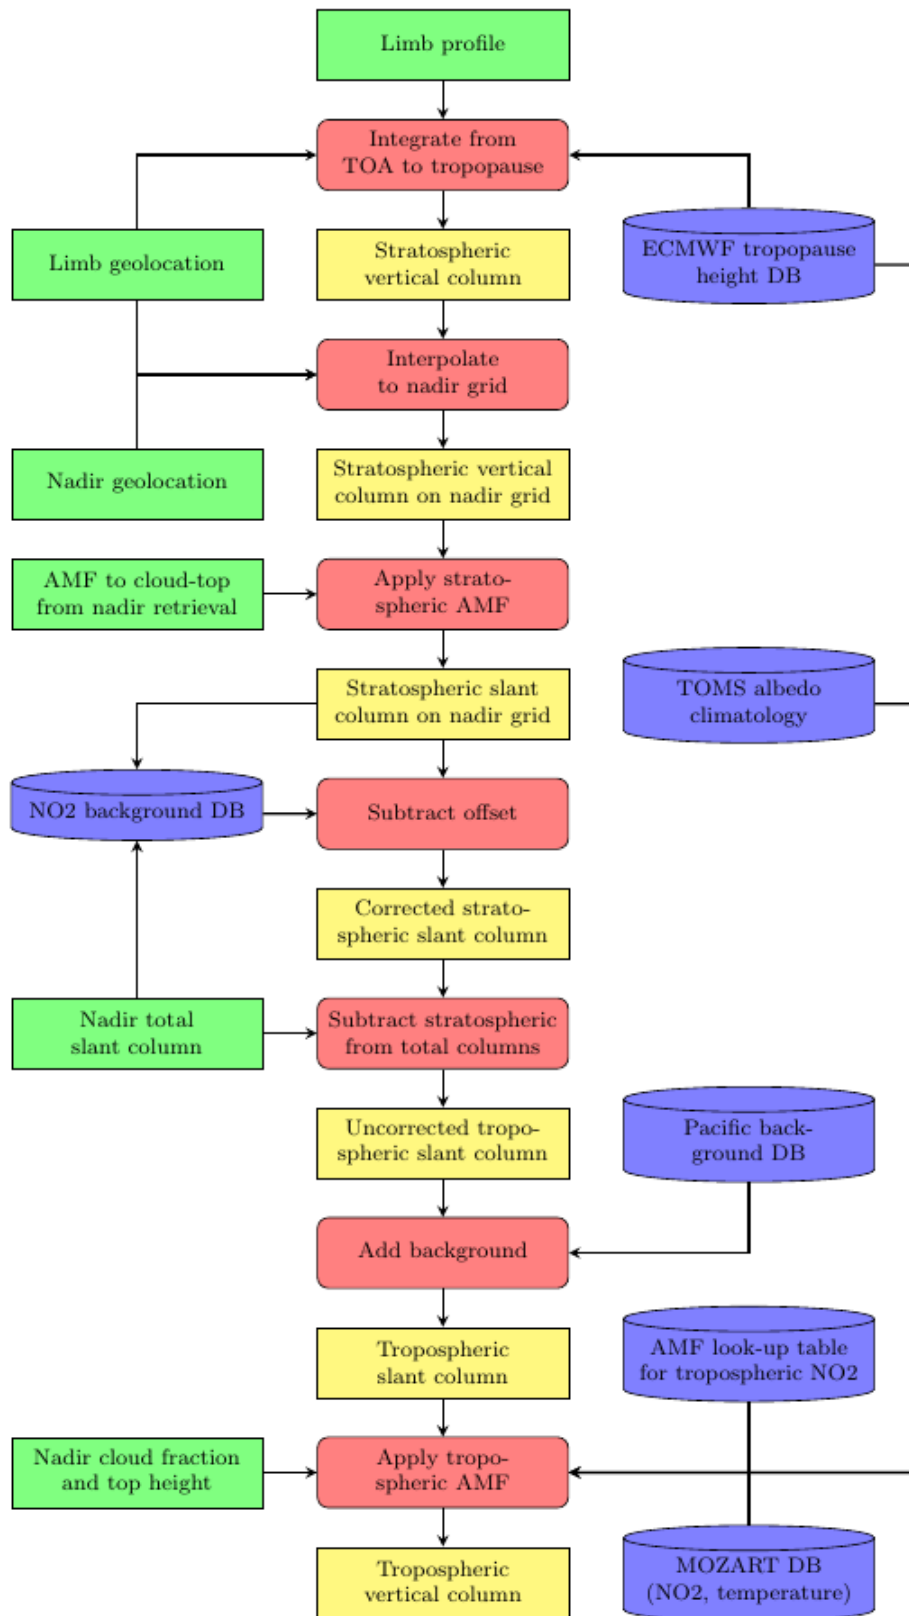 Limb profile
Integrate from
TOA to tropopause
Limb geolocation
Stratospheric
vertical column
ECMWF tropopause
height DB
Interpolate
to nadir grid
Nadir geolocation
Stratospheric vertical
column on nadir grid
AMF to cloud-top
from nadir retrieval
Apply strato-
spheric AMF
Stratospheric slant
column on nadir grid
TOMS albedo
climatology
NO2 background DB
Subtract offset
Corrected strato-
spheric slant column
Nadir total
slant column
Subtract stratospheric
from total columns
Uncorrected tropo-
spheric slant column
Pacific back-
ground DB
Add background
Tropospheric
slant column
AMF look-up table
for tropospheric NO2
Nadir cloud fraction
and top height
Apply tropo-
spheric AMF
Tropospheric
vertical column
MOZART DB
(NO2, temperature)